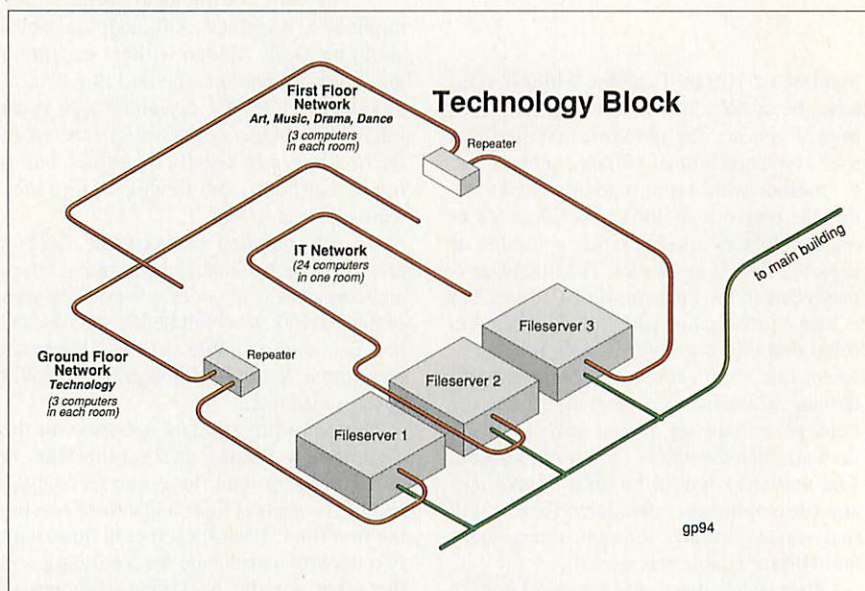 Technology Block
First Floor
Network
Art, Music, Drama, Dance
(3 computers
in each room)
Repeater
IT Network
(24 computers
in one room)
to main building
Ground Floor
Network
Technology
(3 computers
in each room)
Repeater
Fileserver 3
Fileserver 2
Fileserver 1
gp94